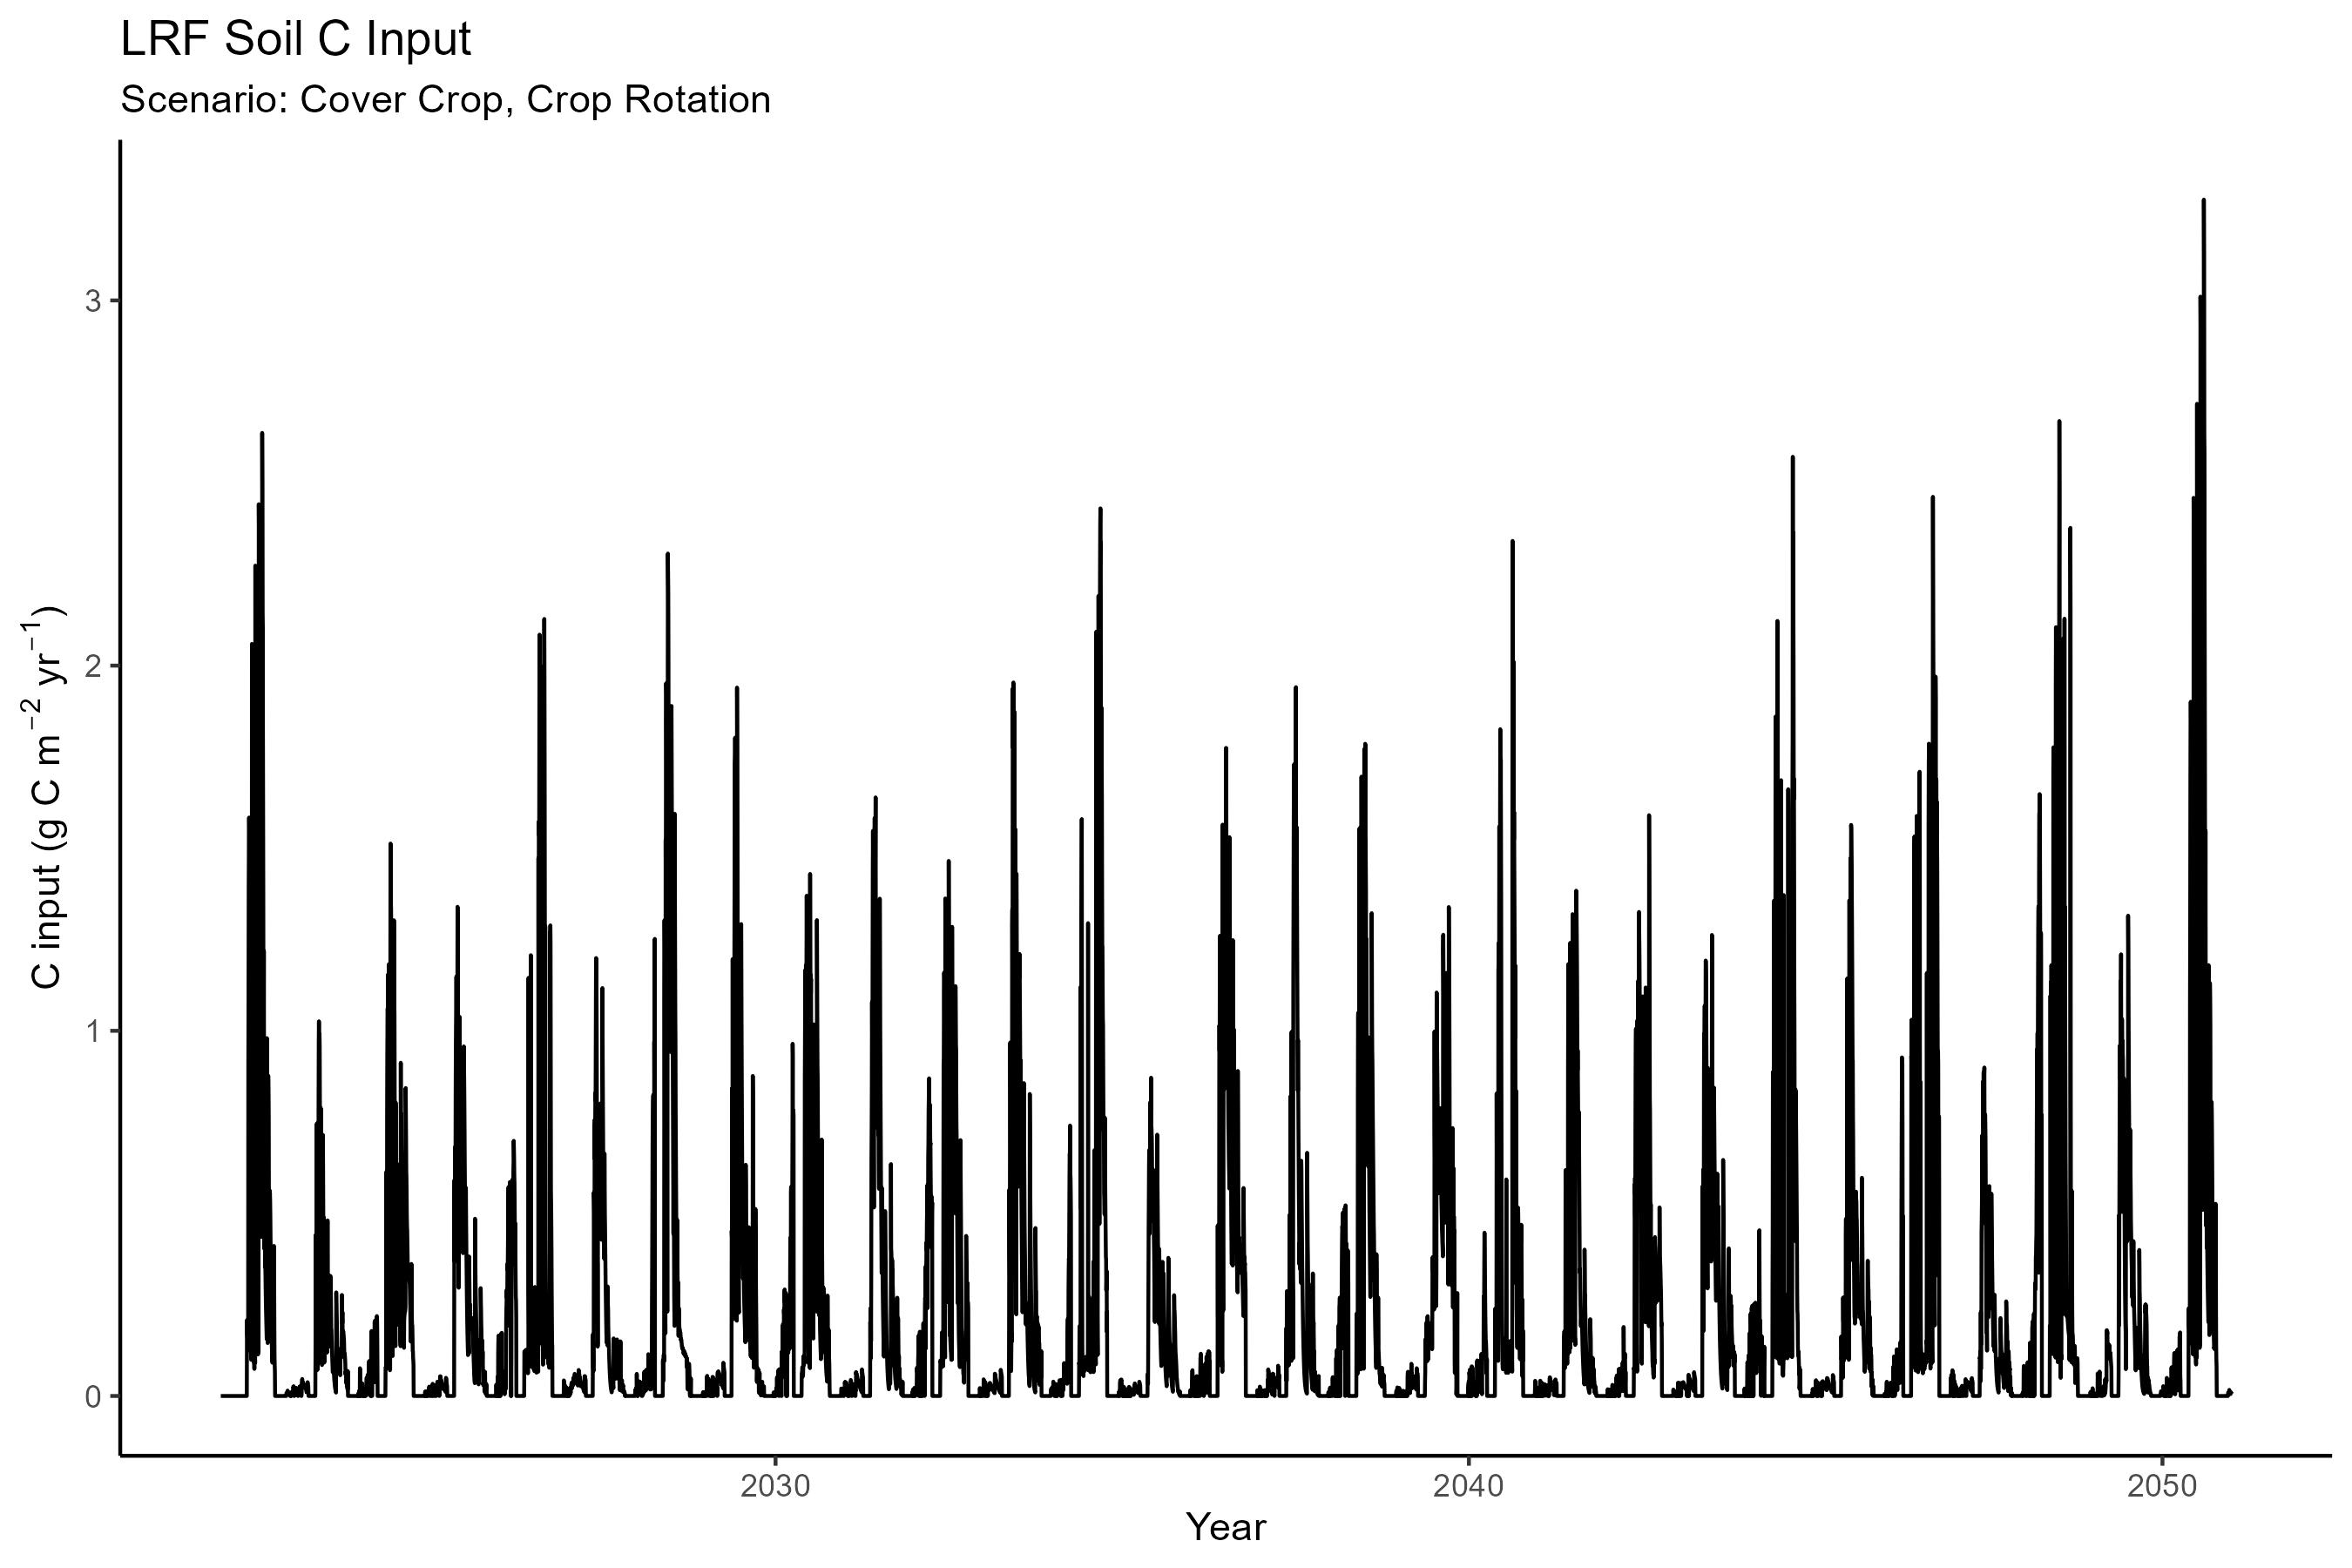 LRF Soil C Input
Scenario: Cover Crop, Crop Rotation
C input (g C m⁻² yr⁻¹)
3
2
1
0
2030
2040
2050
Year